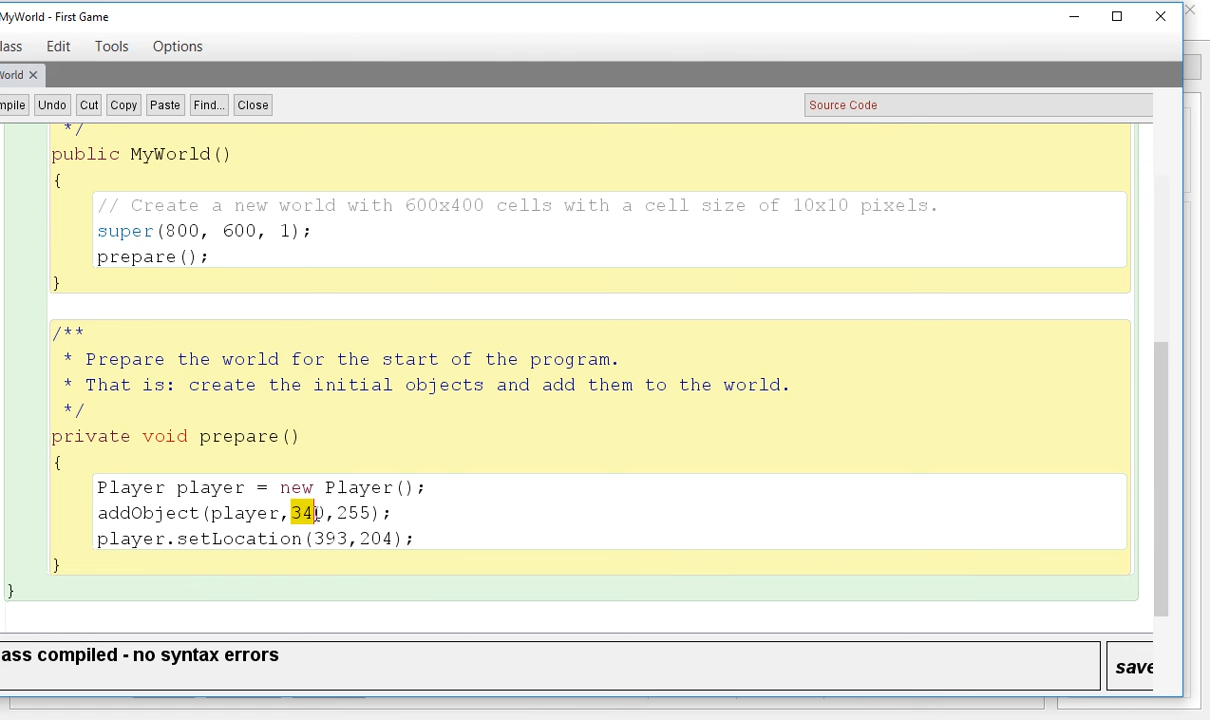 MyWorld - First Game
lass Edit Tools Options
World ✕
mpile Undo Cut Copy Paste Find... Close Source Code
*/
public MyWorld()
{
// Create a new world with 600x400 cells with a cell size of 10x10 pixels.
super(800, 600, 1);
prepare();
}
/**
* Prepare the world for the start of the program.
* That is: create the initial objects and add them to the world.
*/
private void prepare()
{
Player player = new Player();
addObject(player,340,255);
player.setLocation(393,204);
}
}
ass compiled - no syntax errors
save